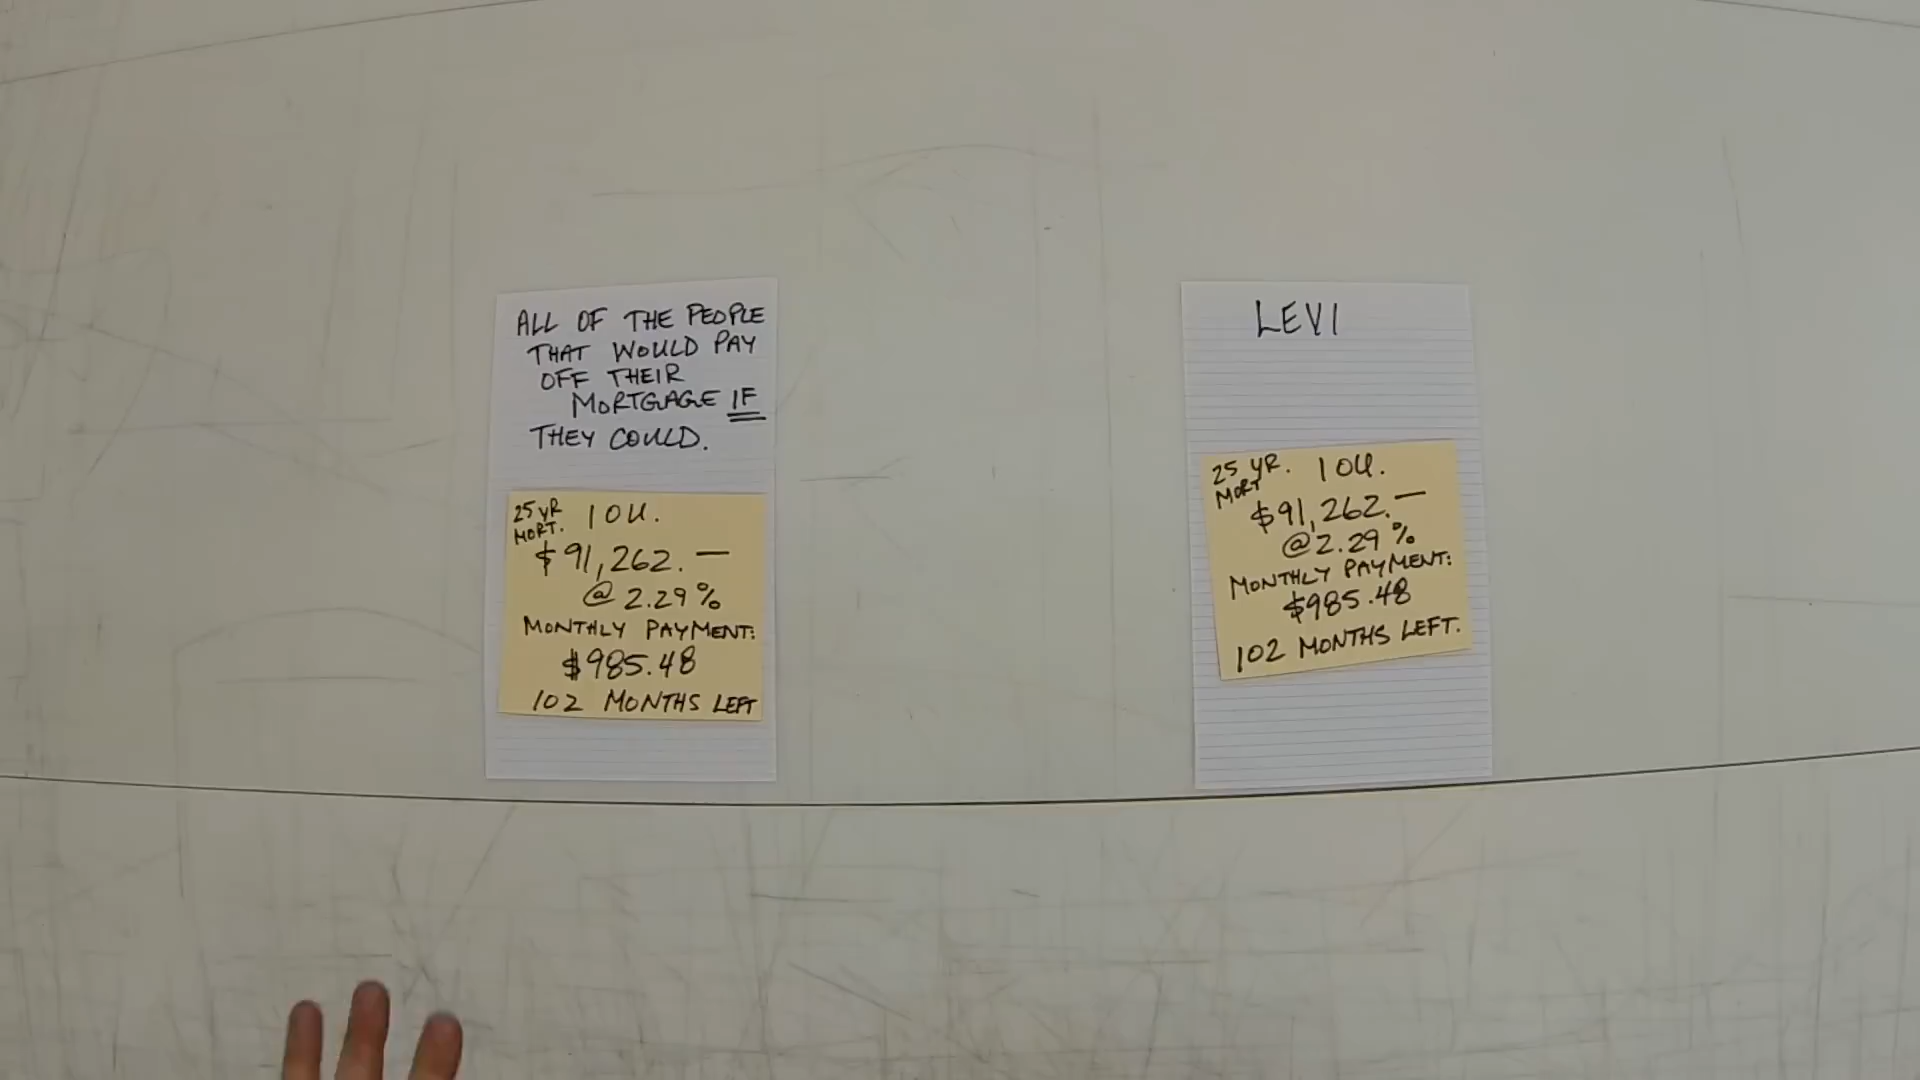 ALL OF THE PEOPLE
THAT WOULD PAY
OFF THEIR
MORTGAGE IF
THEY COULD.
25 YR
MORT.
IOU.
$91,262.—
@ 2.29%
MONTHLY PAYMENT:
$985.48
102 MONTHS LEFT
LEVI
25 YR.
MORT
IOU.
$91,262.—
@ 2.29%
MONTHLY PAYMENT:
$985.48
102 MONTHS LEFT.